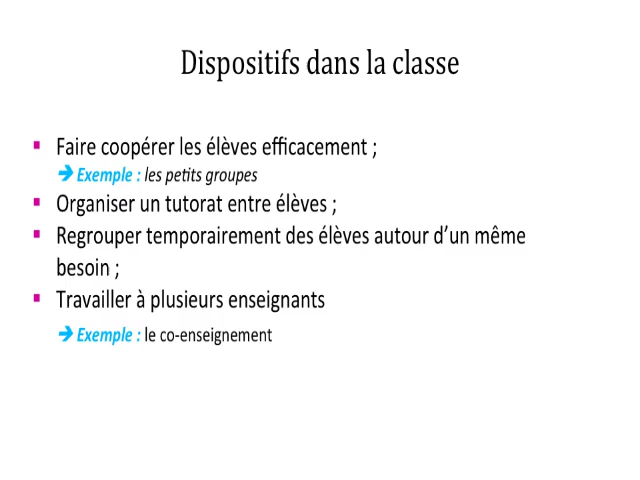 Dispositifs dans la classe
▪ Faire coopérer les élèves efficacement ;
➔ Exemple : les petits groupes
▪ Organiser un tutorat entre élèves ;
▪ Regrouper temporairement des élèves autour d’un même
besoin ;
▪ Travailler à plusieurs enseignants
➔ Exemple : le co-enseignement